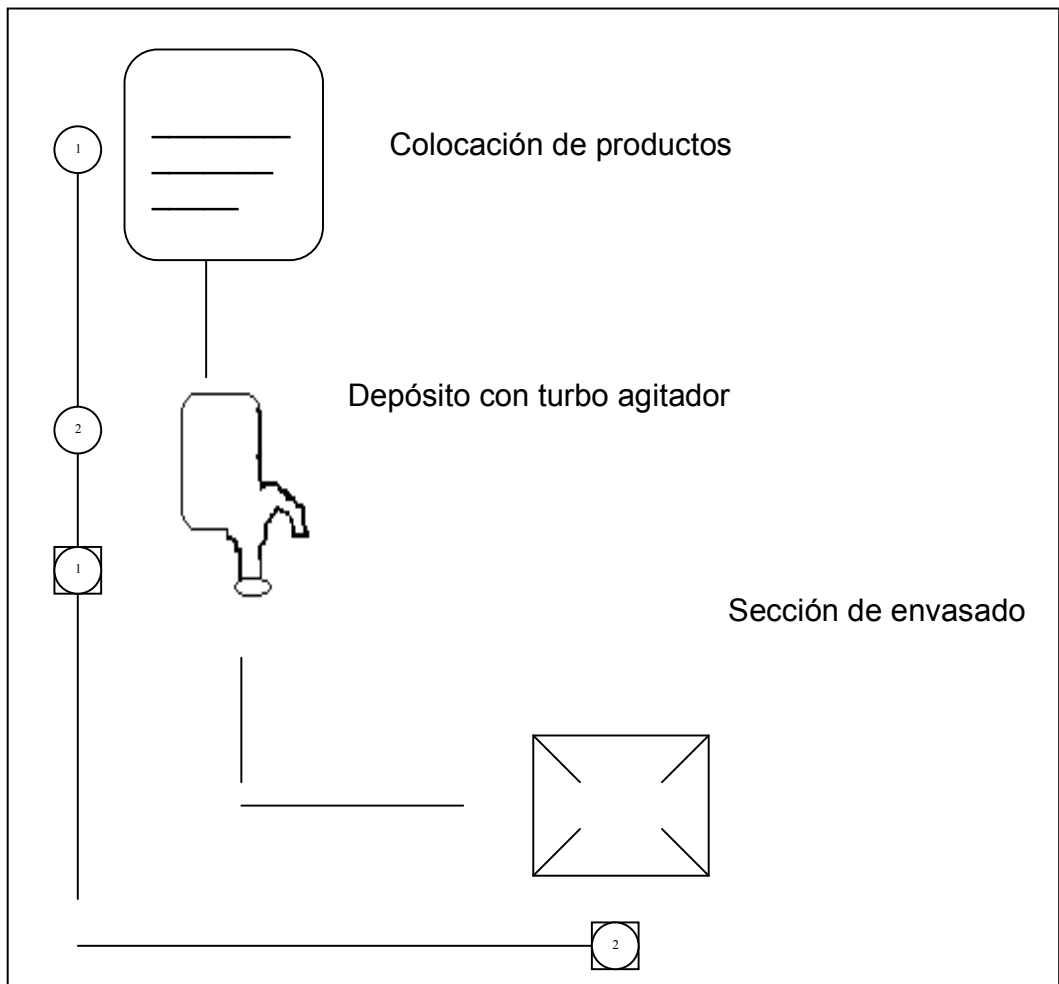 1
Colocación de productos
Depósito con turbo agitador
2
1
Sección de envasado
2